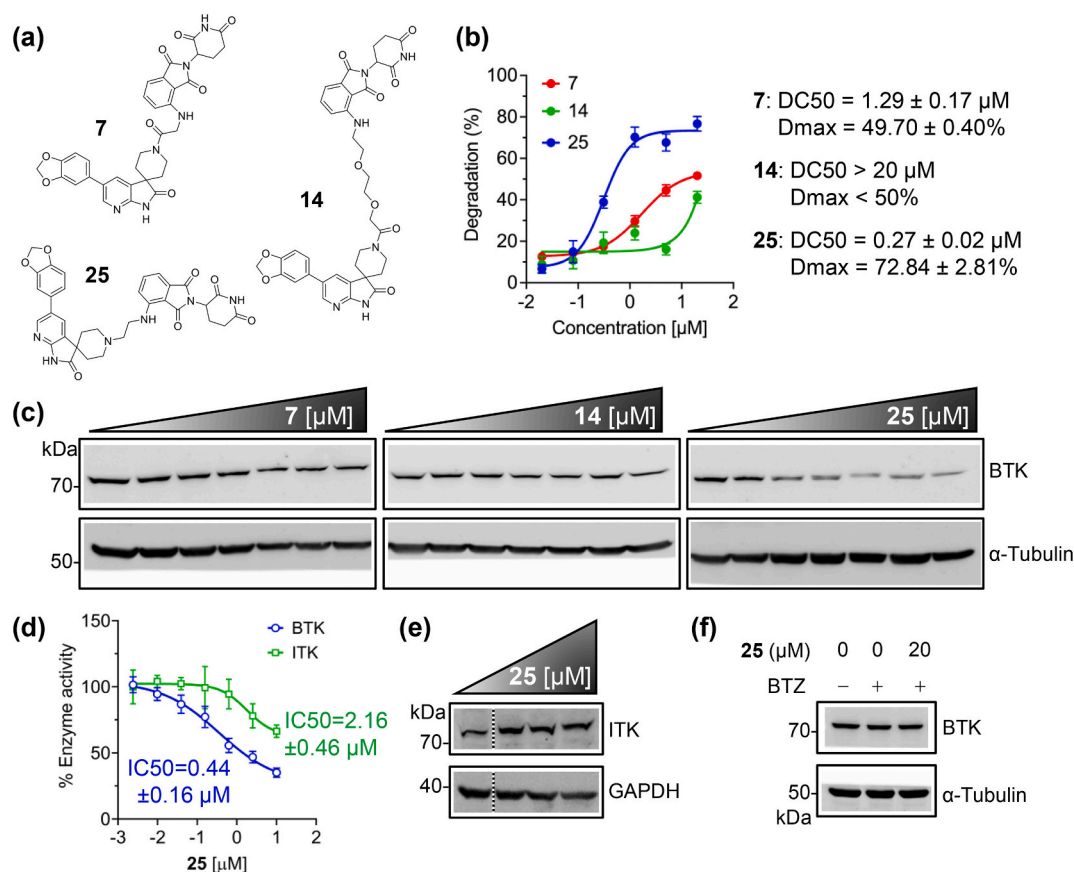 (a)
7
14
25
(b)
7
14
25
Degradation (%)
100
80
60
40
20
0
-2
-1
0
1
2
Concentration [µM]
7: DC50 = 1.29 ± 0.17 µM
Dmax = 49.70 ± 0.40%
14: DC50 > 20 µM
Dmax < 50%
25: DC50 = 0.27 ± 0.02 µM
Dmax = 72.84 ± 2.81%
(c)
7 [µM]
14 [µM]
25 [µM]
kDa
70
BTK
50
α-Tubulin
(d)
BTK
ITK
% Enzyme activity
150
100
50
0
-3
-2
-1
0
1
2
25 [µM]
IC50=2.16
±0.46 µM
IC50=0.44
±0.16 µM
(e)
25 [µM]
kDa
70
ITK
40
GAPDH
(f)
25 (µM) 0 0 20
BTZ – + +
70
BTK
50
kDa
α-Tubulin